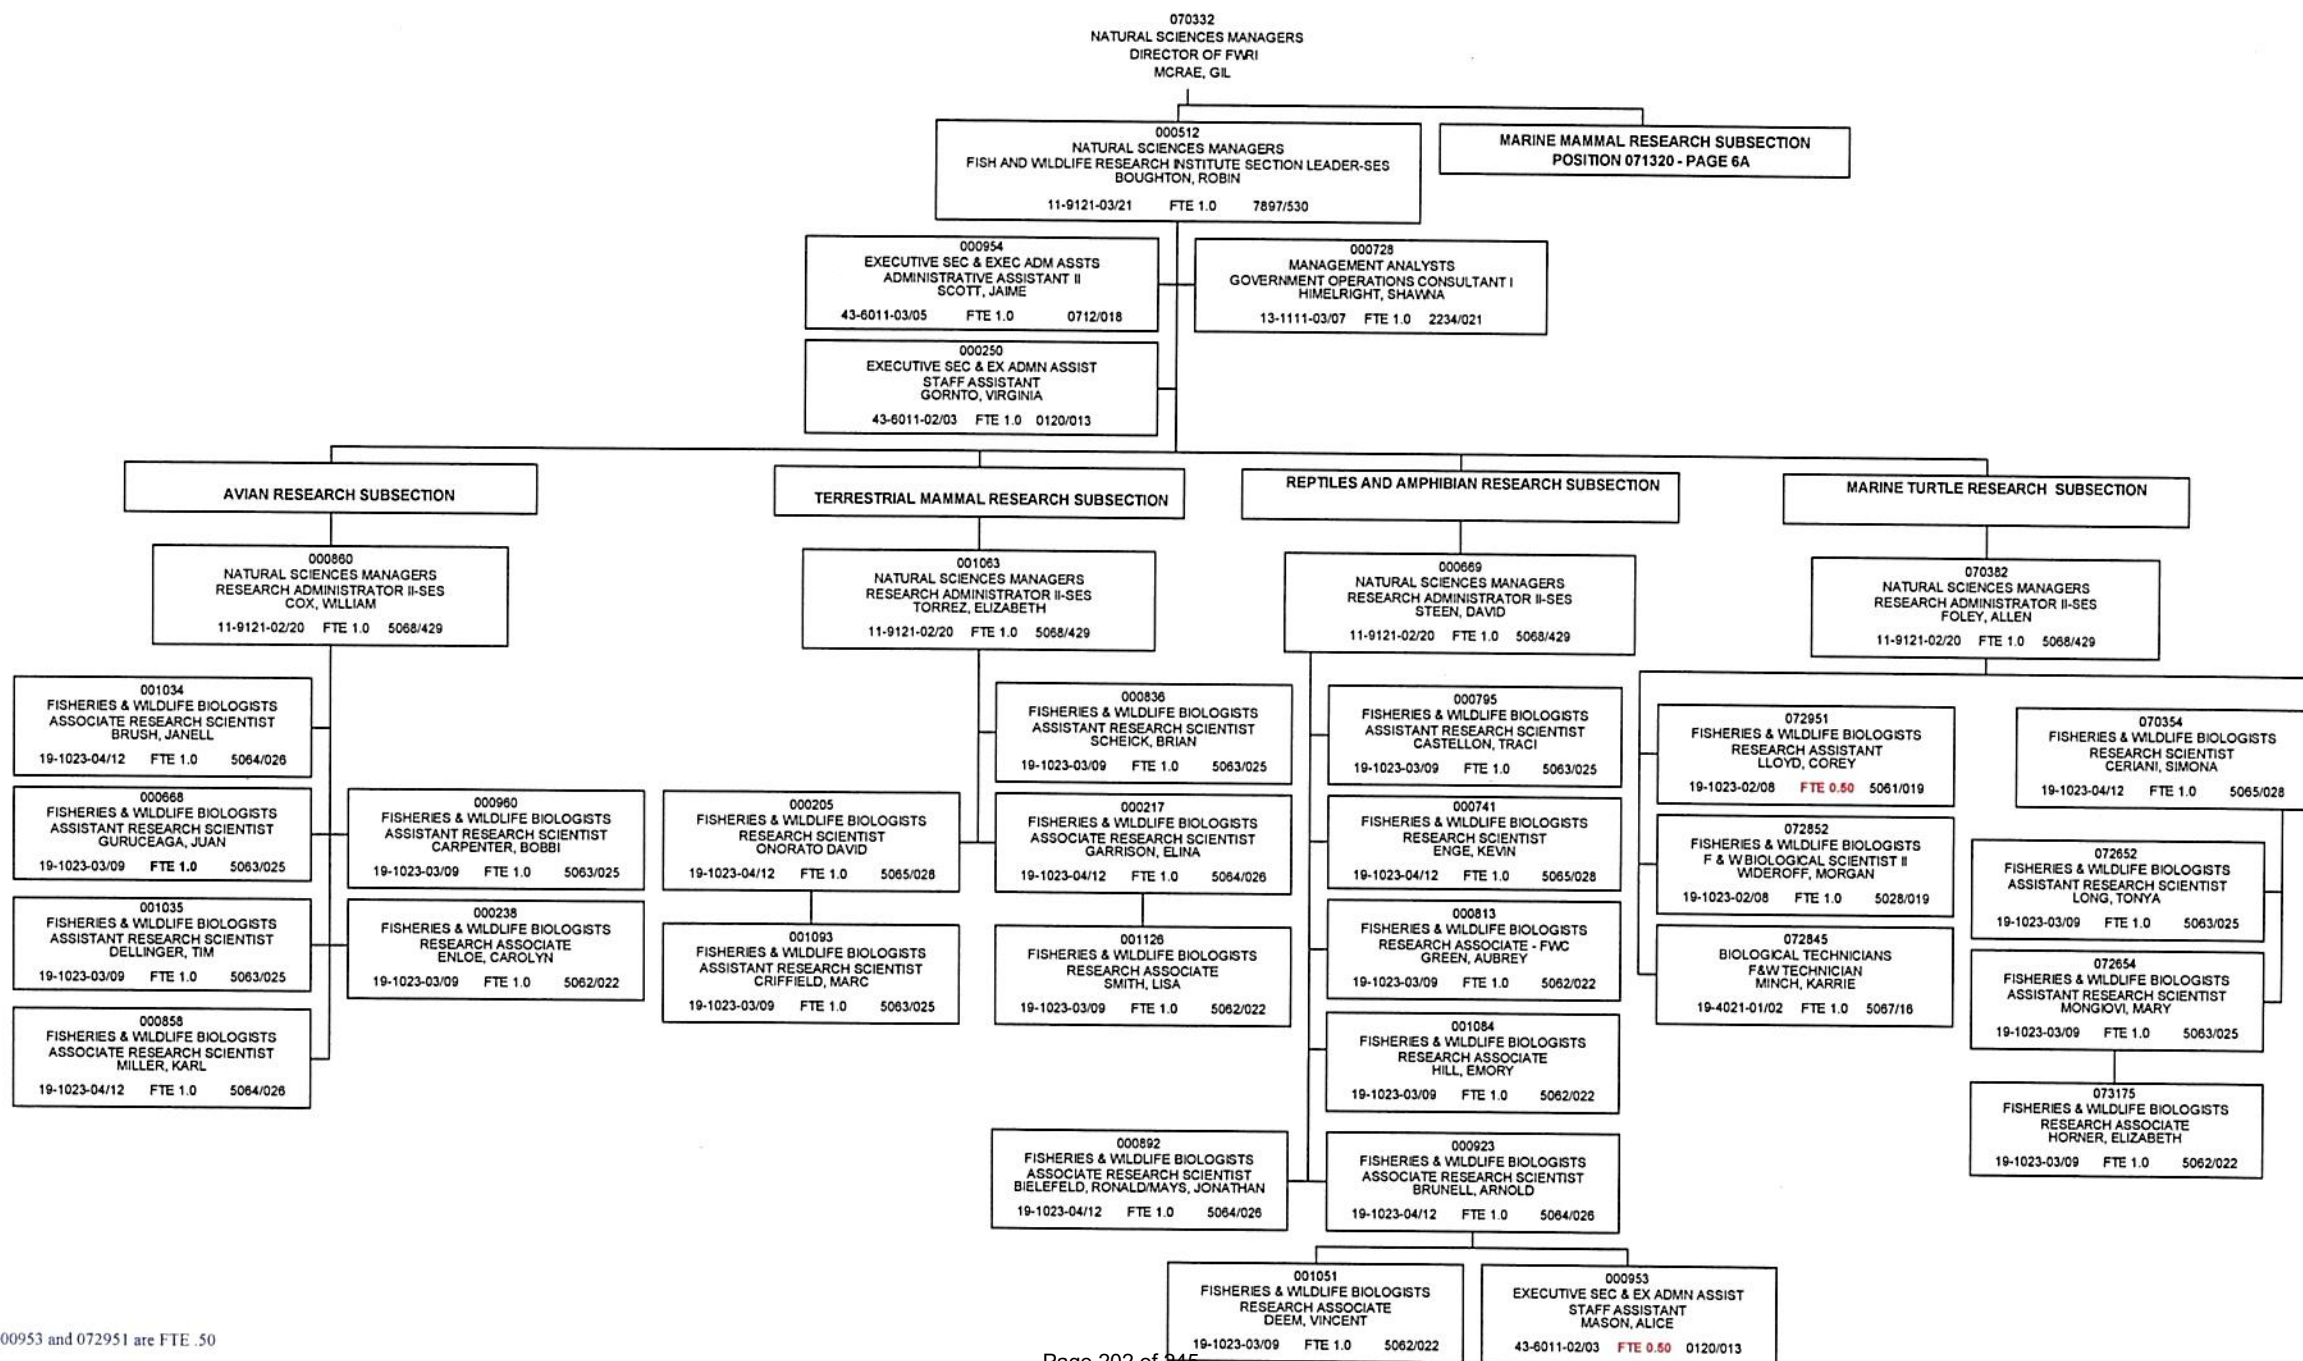 070332
NATURAL SCIENCES MANAGERS
DIRECTOR OF FWRI
MCRAE, GIL
000512
NATURAL SCIENCES MANAGERS
FISH AND WILDLIFE RESEARCH INSTITUTE SECTION LEADER-SES
BOUGHTON, ROBIN
11-9121-03/21 FTE 1.0 7897/530
MARINE MAMMAL RESEARCH SUBSECTION
POSITION 071320 - PAGE 6A
000954
EXECUTIVE SEC & EXEC ADM ASSTS
ADMINISTRATIVE ASSISTANT II
SCOTT, JAIME
43-6011-03/05 FTE 1.0 0712/018
000728
MANAGEMENT ANALYSTS
GOVERNMENT OPERATIONS CONSULTANT I
HIMELRIGHT, SHAWNA
13-1111-03/07 FTE 1.0 2234/021
000250
EXECUTIVE SEC & EX ADMN ASSIST
STAFF ASSISTANT
GORNTO, VIRGINIA
43-6011-02/03 FTE 1.0 0120/013
AVIAN RESEARCH SUBSECTION
000860
NATURAL SCIENCES MANAGERS
RESEARCH ADMINISTRATOR II-SES
COX, WILLIAM
11-9121-02/20 FTE 1.0 5068/429
001034
FISHERIES & WILDLIFE BIOLOGISTS
ASSOCIATE RESEARCH SCIENTIST
BRUSH, JANELL
19-1023-04/12 FTE 1.0 5064/026
000668
FISHERIES & WILDLIFE BIOLOGISTS
ASSISTANT RESEARCH SCIENTIST
GURUCEAGA, JUAN
19-1023-03/09 FTE 1.0 5063/025
000960
FISHERIES & WILDLIFE BIOLOGISTS
ASSISTANT RESEARCH SCIENTIST
CARPENTER, BOBBI
19-1023-03/09 FTE 1.0 5063/025
001035
FISHERIES & WILDLIFE BIOLOGISTS
ASSISTANT RESEARCH SCIENTIST
DELLINGER, TIM
19-1023-03/09 FTE 1.0 5063/025
000238
FISHERIES & WILDLIFE BIOLOGISTS
RESEARCH ASSOCIATE
ENLOE, CAROLYN
19-1023-03/09 FTE 1.0 5062/022
000858
FISHERIES & WILDLIFE BIOLOGISTS
ASSOCIATE RESEARCH SCIENTIST
MILLER, KARL
19-1023-04/12 FTE 1.0 5064/026
TERRESTRIAL MAMMAL RESEARCH SUBSECTION
001063
NATURAL SCIENCES MANAGERS
RESEARCH ADMINISTRATOR II-SES
TORREZ, ELIZABETH
11-9121-02/20 FTE 1.0 5068/429
000836
FISHERIES & WILDLIFE BIOLOGISTS
ASSISTANT RESEARCH SCIENTIST
SCHEICK, BRIAN
19-1023-03/09 FTE 1.0 5063/025
000205
FISHERIES & WILDLIFE BIOLOGISTS
RESEARCH SCIENTIST
ONORATO DAVID
19-1023-04/12 FTE 1.0 5065/028
000217
FISHERIES & WILDLIFE BIOLOGISTS
ASSOCIATE RESEARCH SCIENTIST
GARRISON, ELINA
19-1023-04/12 FTE 1.0 5064/026
001093
FISHERIES & WILDLIFE BIOLOGISTS
ASSISTANT RESEARCH SCIENTIST
CRIFFIELD, MARC
19-1023-03/09 FTE 1.0 5063/025
001126
FISHERIES & WILDLIFE BIOLOGISTS
RESEARCH ASSOCIATE
SMITH, LISA
19-1023-03/09 FTE 1.0 5062/022
REPTILES AND AMPHIBIAN RESEARCH SUBSECTION
000669
NATURAL SCIENCES MANAGERS
RESEARCH ADMINISTRATOR II-SES
STEEN, DAVID
11-9121-02/20 FTE 1.0 5068/429
000795
FISHERIES & WILDLIFE BIOLOGISTS
ASSISTANT RESEARCH SCIENTIST
CASTELLON, TRACI
19-1023-03/09 FTE 1.0 5063/025
000741
FISHERIES & WILDLIFE BIOLOGISTS
RESEARCH SCIENTIST
ENGE, KEVIN
19-1023-04/12 FTE 1.0 5065/028
000813
FISHERIES & WILDLIFE BIOLOGISTS
RESEARCH ASSOCIATE - FWC
GREEN, AUBREY
19-1023-03/09 FTE 1.0 5062/022
001084
FISHERIES & WILDLIFE BIOLOGISTS
RESEARCH ASSOCIATE
HILL, EMORY
19-1023-03/09 FTE 1.0 5062/022
000892
FISHERIES & WILDLIFE BIOLOGISTS
ASSOCIATE RESEARCH SCIENTIST
BIELEFELD, RONALD/MAYS, JONATHAN
19-1023-04/12 FTE 1.0 5064/026
000923
FISHERIES & WILDLIFE BIOLOGISTS
ASSOCIATE RESEARCH SCIENTIST
BRUNELL, ARNOLD
19-1023-04/12 FTE 1.0 5064/026
001051
FISHERIES & WILDLIFE BIOLOGISTS
RESEARCH ASSOCIATE
DEEM, VINCENT
19-1023-03/09 FTE 1.0 5062/022
000953
EXECUTIVE SEC & EX ADMN ASSIST
STAFF ASSISTANT
MASON, ALICE
43-6011-02/03 FTE 0.50 0120/013
MARINE TURTLE RESEARCH SUBSECTION
070382
NATURAL SCIENCES MANAGERS
RESEARCH ADMINISTRATOR II-SES
FOLEY, ALLEN
11-9121-02/20 FTE 1.0 5068/429
072951
FISHERIES & WILDLIFE BIOLOGISTS
RESEARCH ASSISTANT
LLOYD, COREY
19-1023-02/08 FTE 0.50 5061/019
070354
FISHERIES & WILDLIFE BIOLOGISTS
RESEARCH SCIENTIST
CERIANI, SIMONA
19-1023-04/12 FTE 1.0 5065/028
072852
FISHERIES & WILDLIFE BIOLOGISTS
F & W BIOLOGICAL SCIENTIST II
WIDEROFF, MORGAN
19-1023-02/08 FTE 1.0 5028/019
072652
FISHERIES & WILDLIFE BIOLOGISTS
ASSISTANT RESEARCH SCIENTIST
LONG, TONYA
19-1023-03/09 FTE 1.0 5063/025
072845
BIOLOGICAL TECHNICIANS
F&W TECHNICIAN
MINCH, KARRIE
19-4021-01/02 FTE 1.0 5067/16
072654
FISHERIES & WILDLIFE BIOLOGISTS
ASSISTANT RESEARCH SCIENTIST
MONGIOVI, MARY
19-1023-03/09 FTE 1.0 5063/025
073175
FISHERIES & WILDLIFE BIOLOGISTS
RESEARCH ASSOCIATE
HORNER, ELIZABETH
19-1023-03/09 FTE 1.0 5062/022
00953 and 072951 are FTE .50
Page 202 of 345